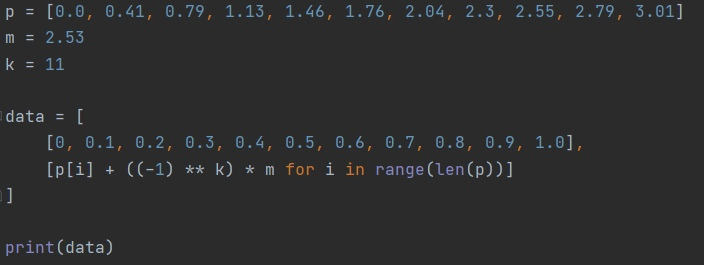 p = [0.0, 0.41, 0.79, 1.13, 1.46, 1.76, 2.04, 2.3, 2.55, 2.79, 3.01]
m = 2.53
k = 11
data = [
[0, 0.1, 0.2, 0.3, 0.4, 0.5, 0.6, 0.7, 0.8, 0.9, 1.0],
[p[i] + ((-1) ** k) * m for i in range(len(p))]
]
print(data)